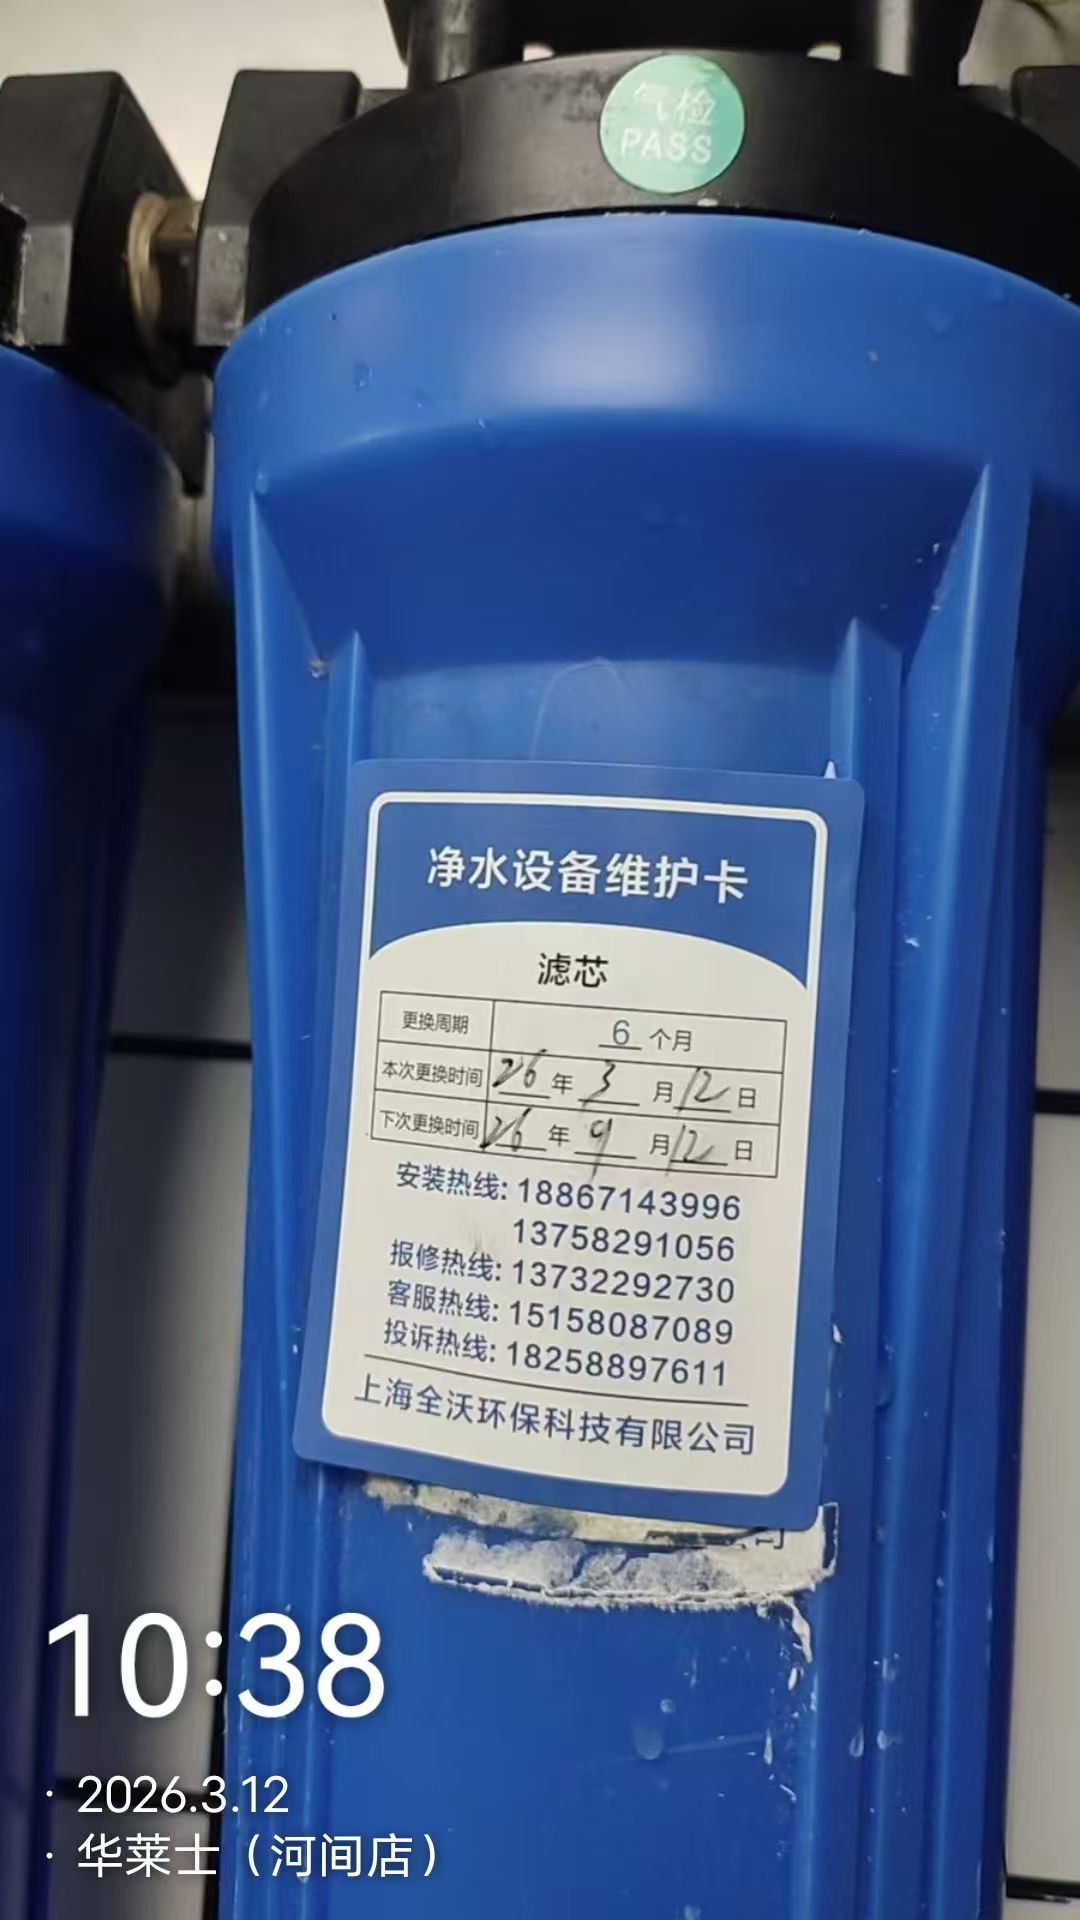 气检
PASS
净水设备维护卡
滤芯
更换周期 6 个月
本次更换时间 26 年 3 月 12 日
下次更换时间 26 年 9 月 12 日
安装热线: 18867143996
13758291056
报修热线: 13732292730
客服热线: 15158087089
投诉热线: 18258897611
上海全沃环保科技有限公司
司
10:38
· 2026.3.12
· 华莱士（河间店）